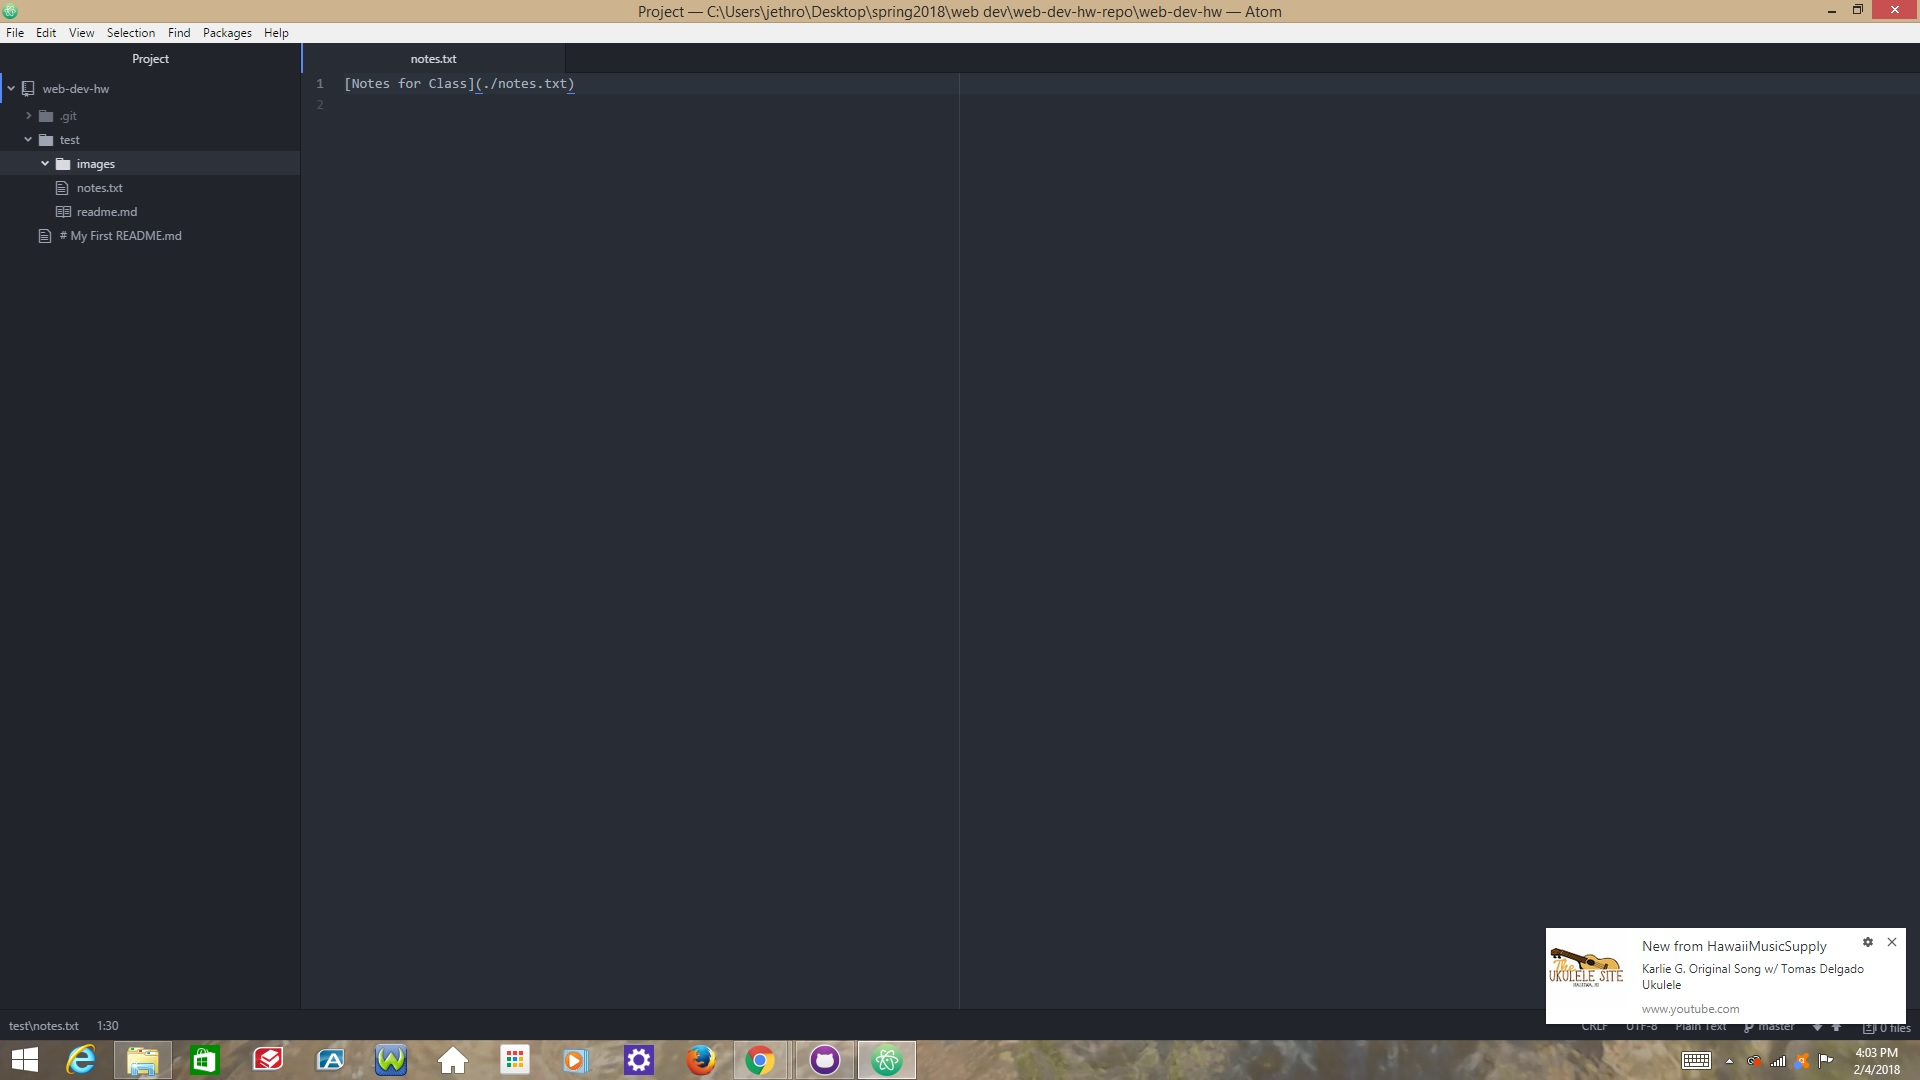 Project — C:\Users\jethro\Desktop\spring2018\web dev\web-dev-hw-repo\web-dev-hw — Atom
File Edit View Selection Find Packages Help
Project
notes.txt
web-dev-hw
.git
test
images
notes.txt
readme.md
# My First README.md
1 [Notes for Class](./notes.txt)
2
New from HawaiiMusicSupply
Karlie G. Original Song w/ Tomas Delgado
Ukulele
www.youtube.com
The
UKULELE SITE
test\notes.txt 1:30
CRLF UTF-8 Plain Text master 0 files
4:03 PM
2/4/2018